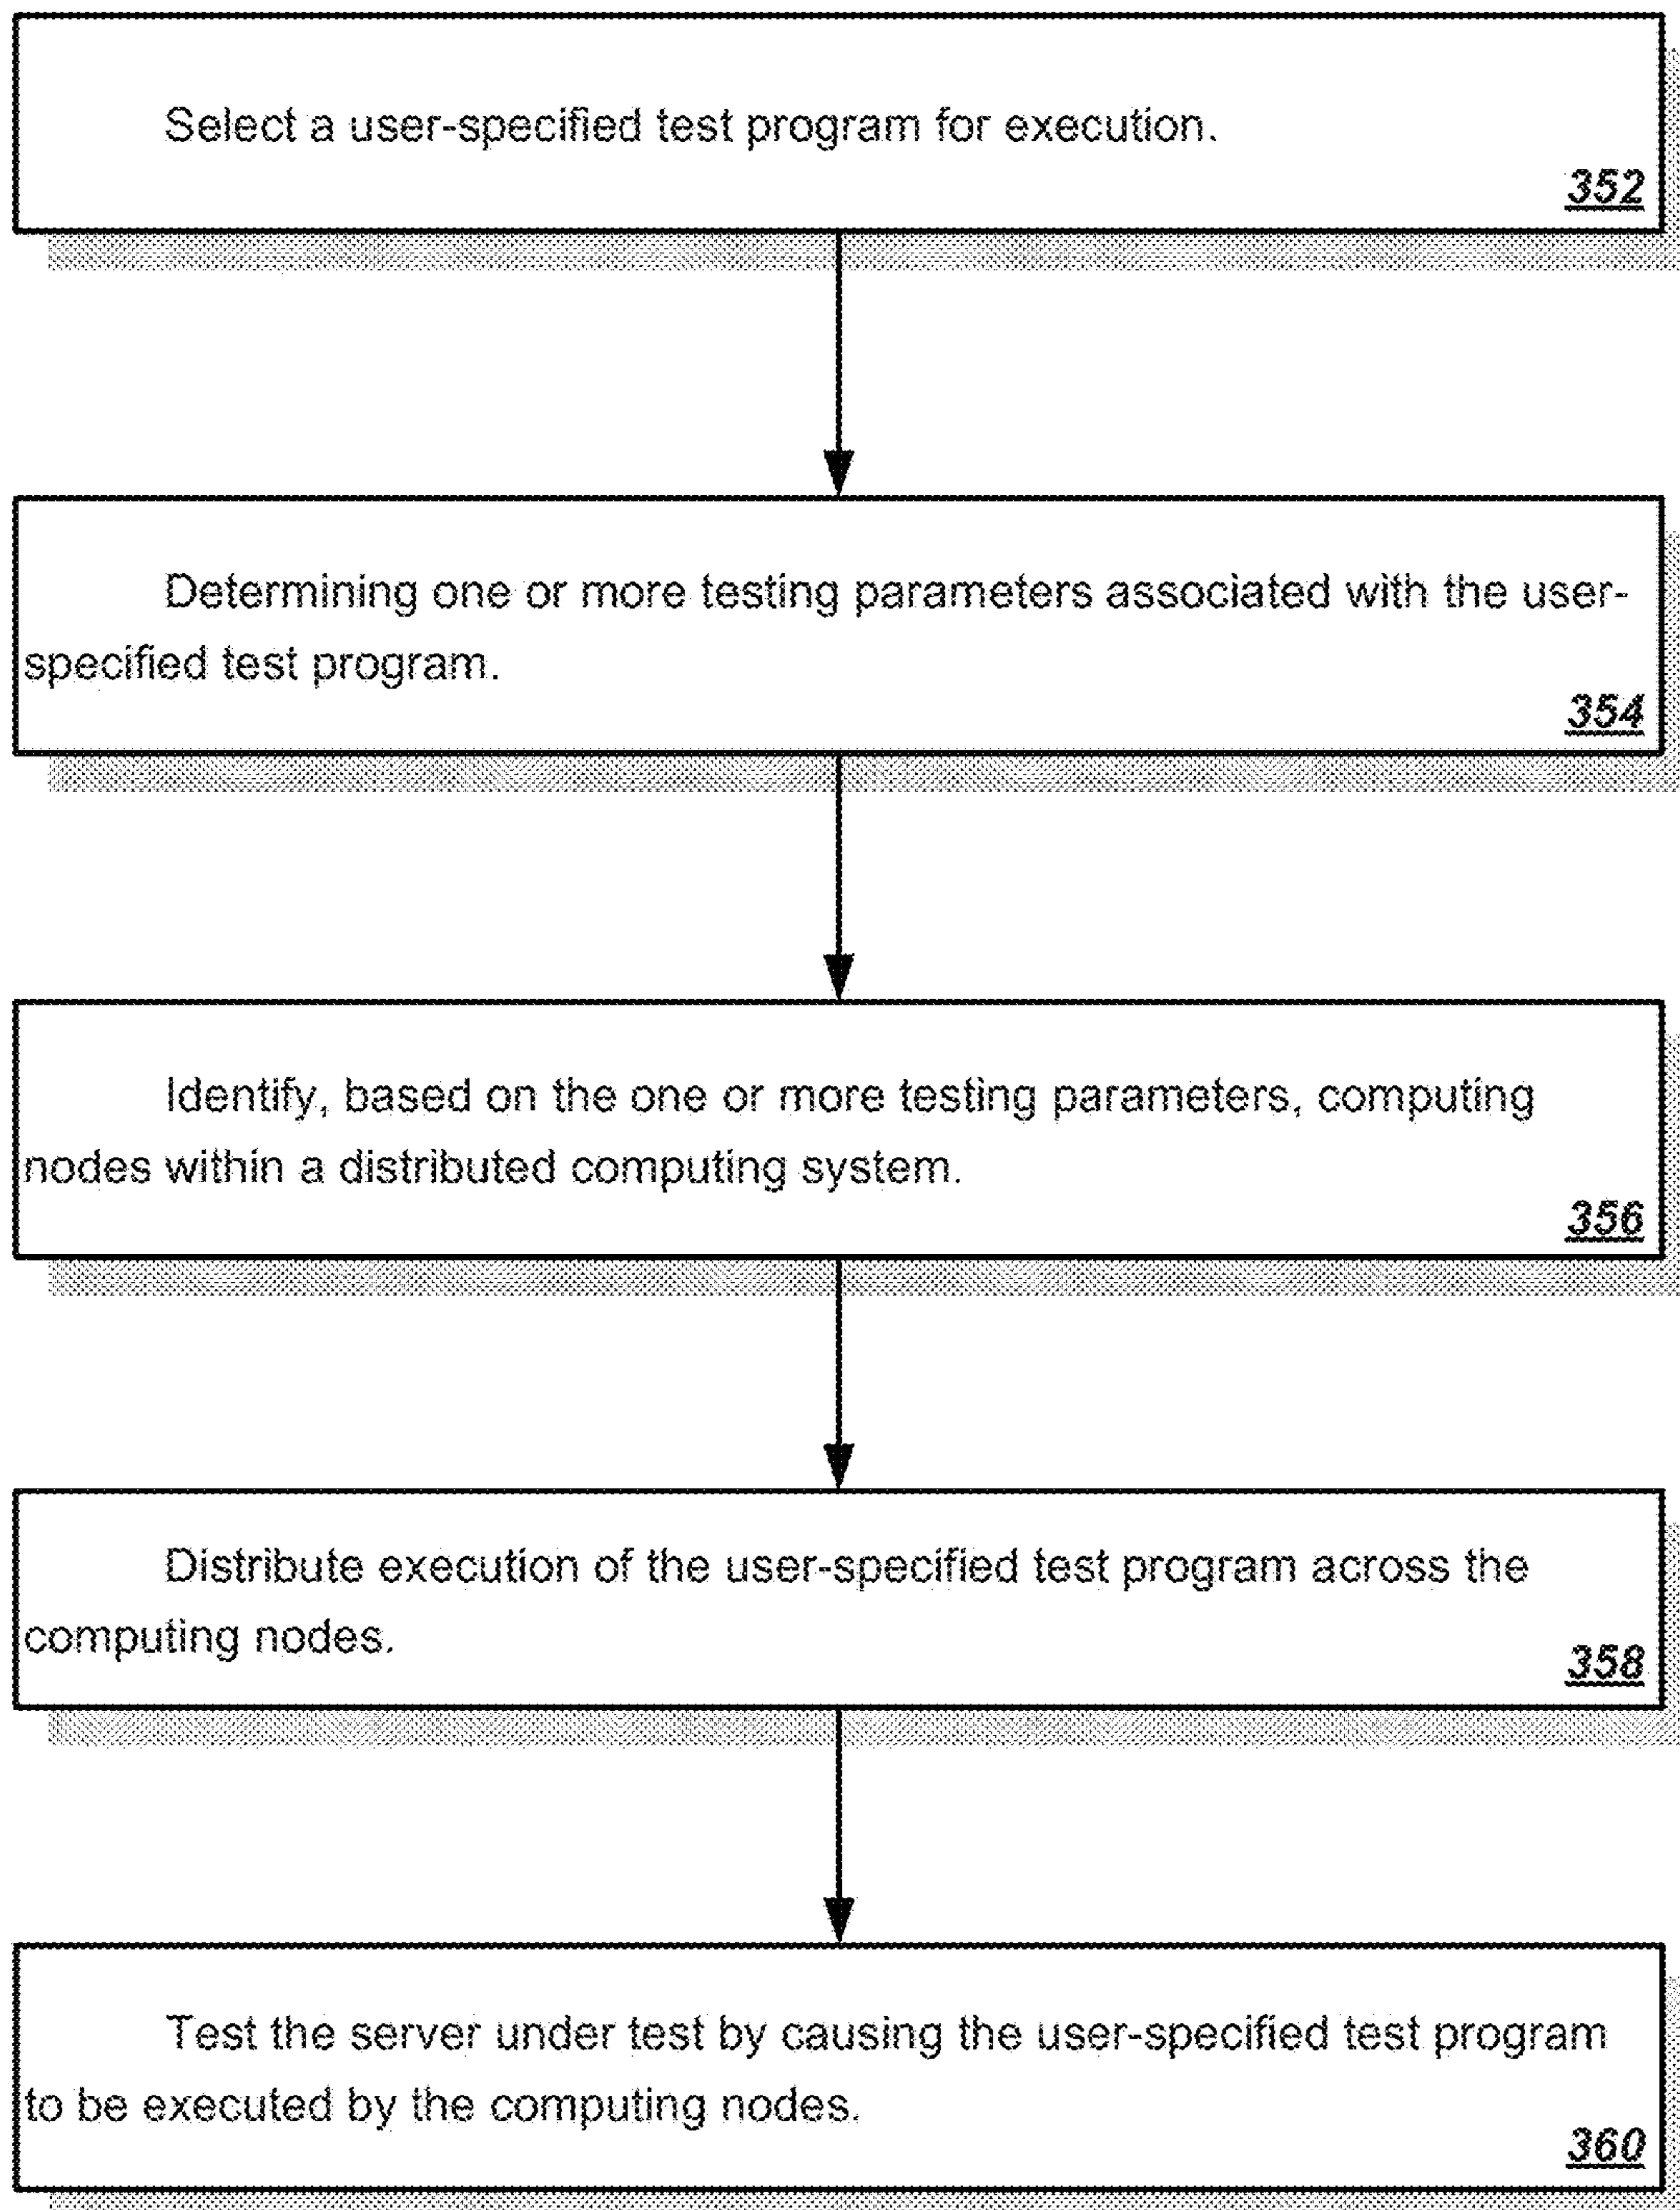 Select a user-specified test program for execution.
352
Determining one or more testing parameters associated with the user-
specified test program.
354
Identify, based on the one or more testing parameters, computing
nodes within a distributed computing system.
356
Distribute execution of the user-specified test program across the
computing nodes.
358
Test the server under test by causing the user-specified test program
to be executed by the computing nodes.
360